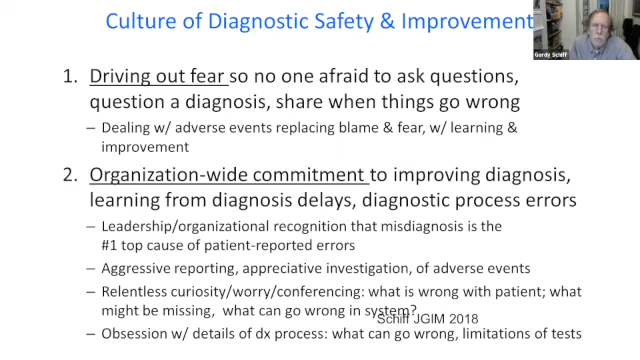 Culture of Diagnostic Safety & Improvement
Gordy Schiff
1. Driving out fear so no one afraid to ask questions,
question a diagnosis, share when things go wrong
– Dealing w/ adverse events replacing blame & fear, w/ learning &
improvement
2. Organization-wide commitment to improving diagnosis,
learning from diagnosis delays, diagnostic process errors
– Leadership/organizational recognition that misdiagnosis is the
#1 top cause of patient-reported errors
– Aggressive reporting, appreciative investigation, of adverse events
– Relentless curiosity/worry/conferencing: what is wrong with patient; what
might be missing, what can go wrong in system?
Schiff JGIM 2018
– Obsession w/ details of dx process: what can go wrong, limitations of tests